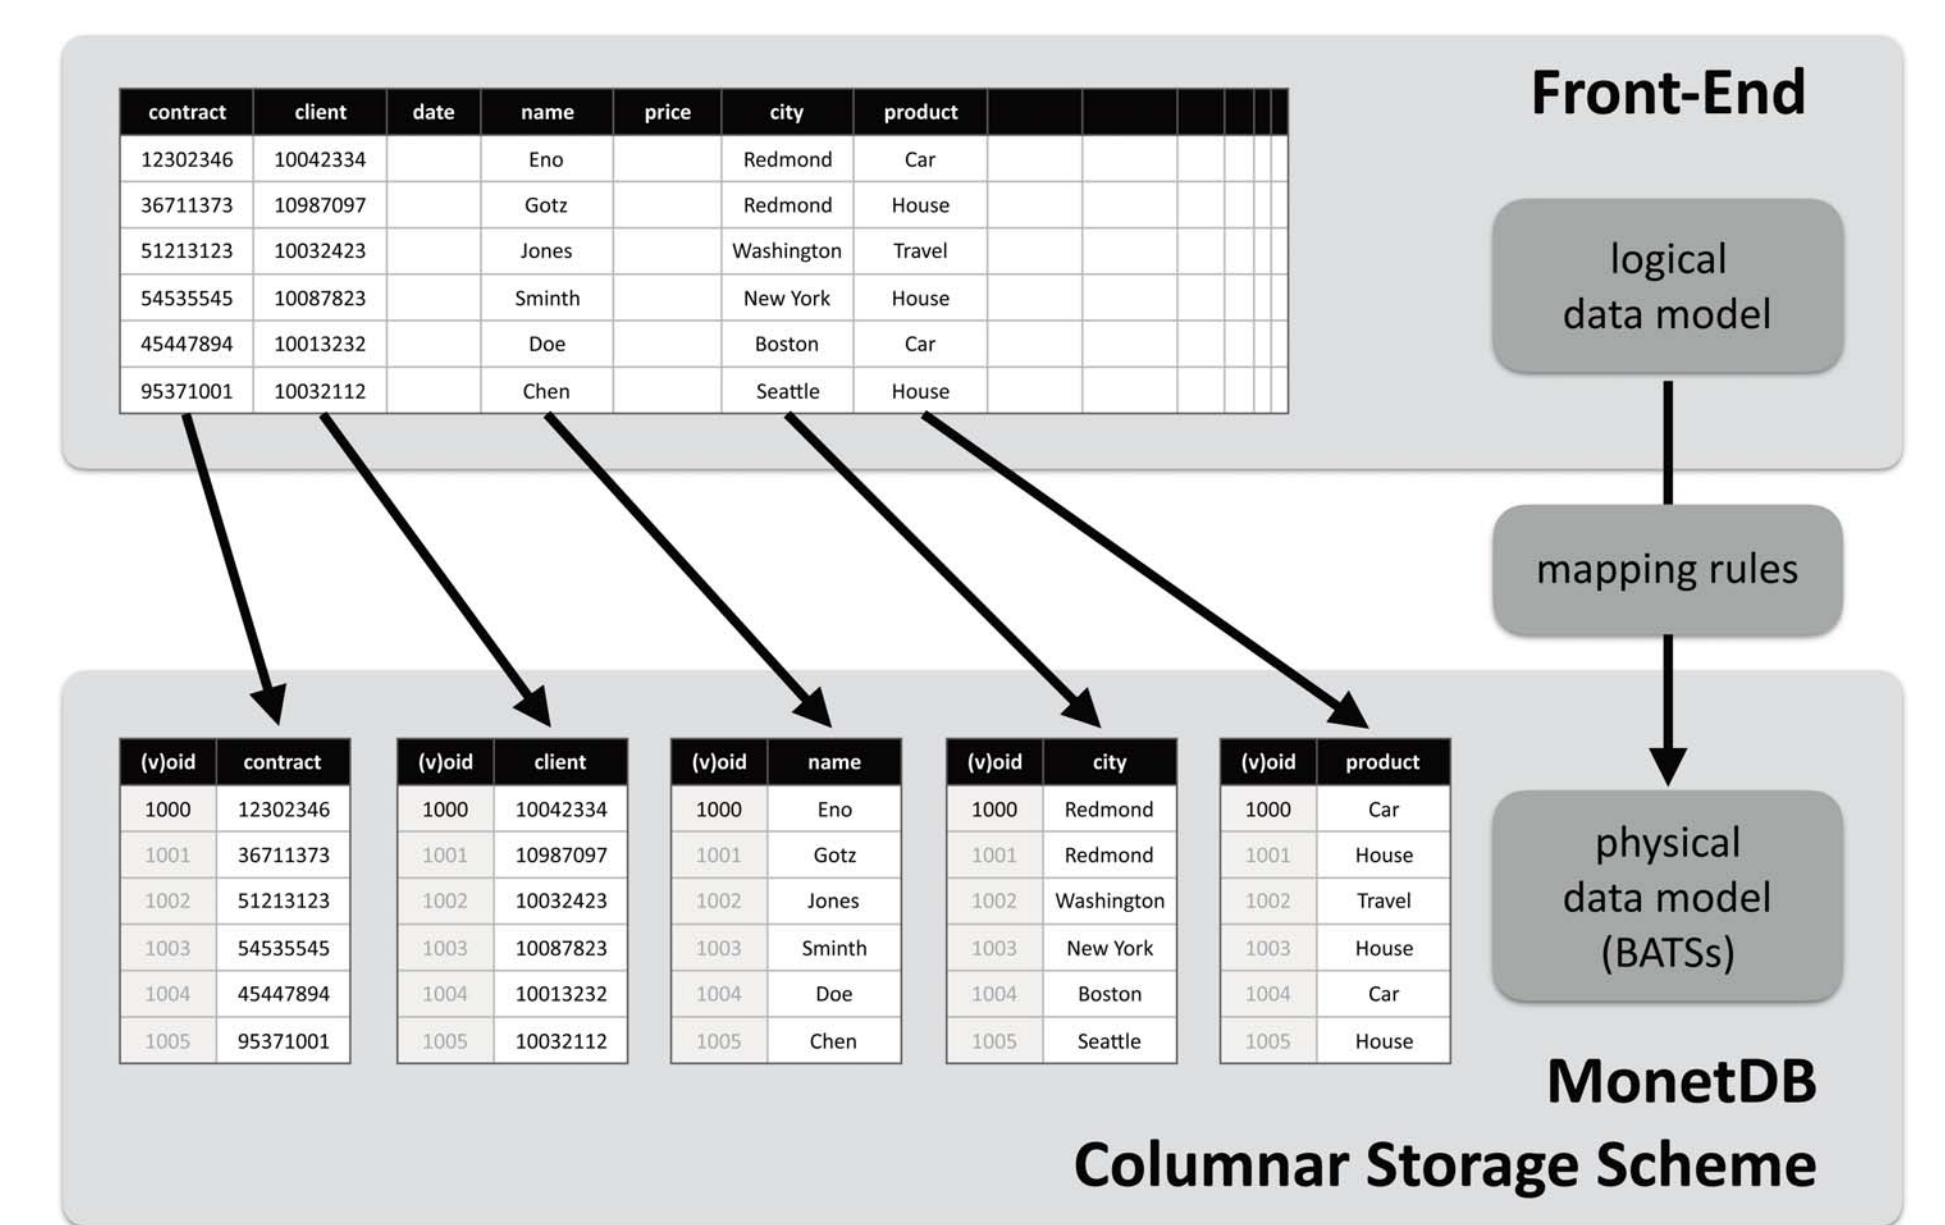 Front-End
contract client date name price city product
12302346 10042334 Eno Redmond Car
36711373 10987097 Gotz Redmond House
51213123 10032423 Jones Washington Travel
54535545 10087823 Sminth New York House
45447894 10013232 Doe Boston Car
95371001 10032112 Chen Seattle House
logical
data model
mapping rules
(v)oid contract (v)oid client (v)oid name (v)oid city (v)oid product
1000 12302346 1000 10042334 1000 Eno 1000 Redmond 1000 Car
1001 36711373 1001 10987097 1001 Gotz 1001 Redmond 1001 House
1002 51213123 1002 10032423 1002 Jones 1002 Washington 1002 Travel
1003 54535545 1003 10087823 1003 Sminth 1003 New York 1003 House
1004 45447894 1004 10013232 1004 Doe 1004 Boston 1004 Car
1005 95371001 1005 10032112 1005 Chen 1005 Seattle 1005 House
physical
data model
(BATSs)
MonetDB
Columnar Storage Scheme